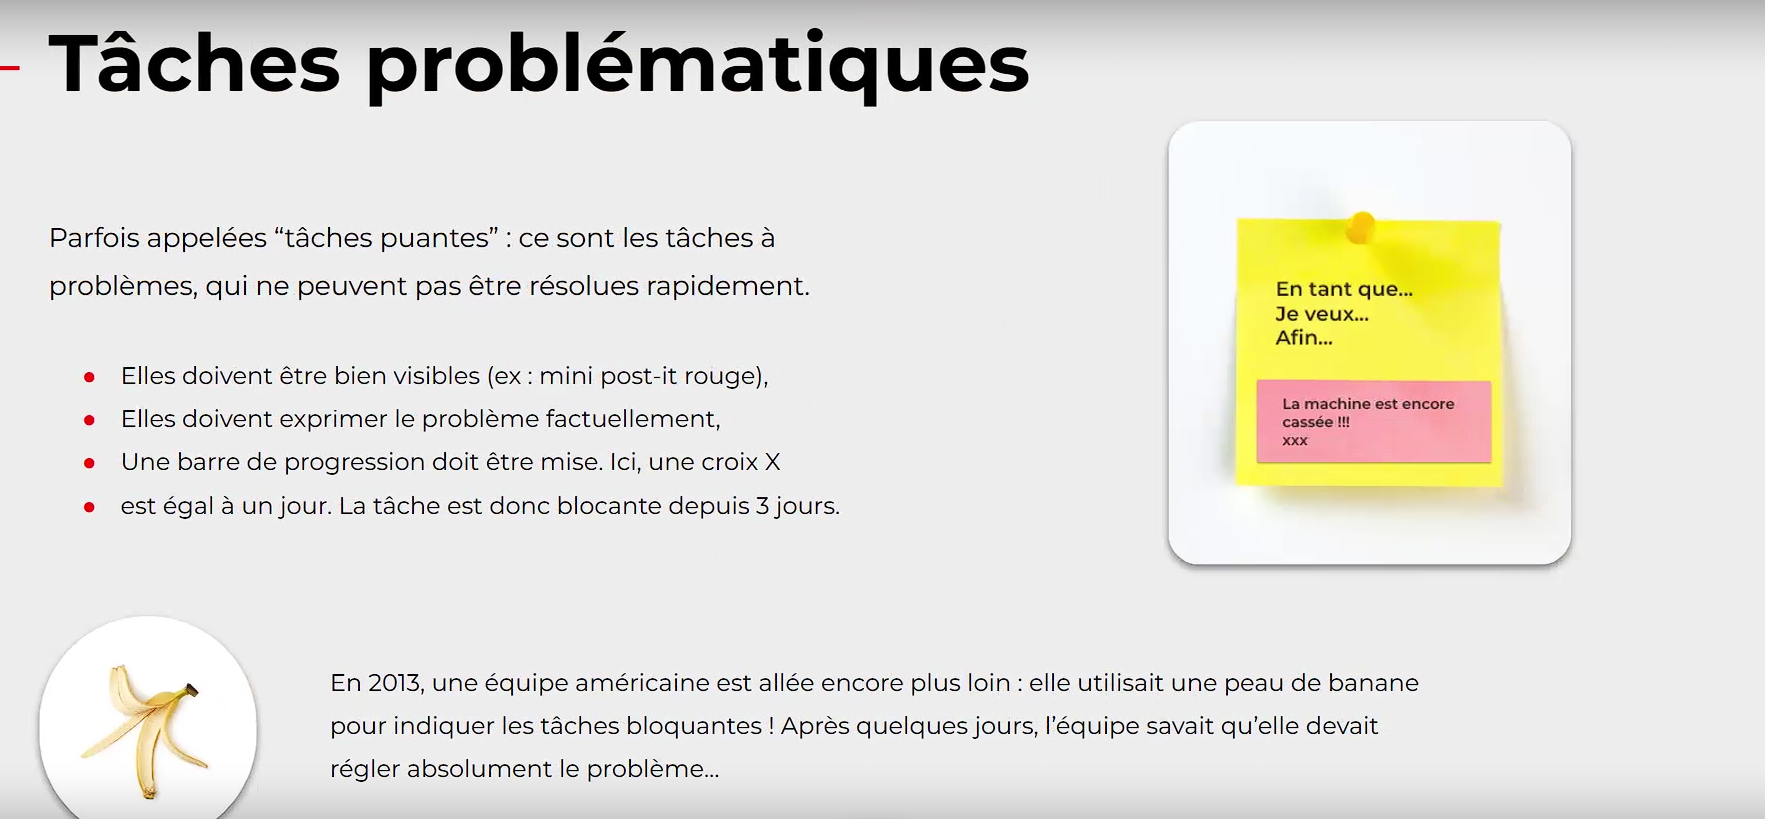 Tâches problématiques
Parfois appelées “tâches puantes” : ce sont les tâches à
problèmes, qui ne peuvent pas être résolues rapidement.
● Elles doivent être bien visibles (ex : mini post-it rouge),
● Elles doivent exprimer le problème factuellement,
● Une barre de progression doit être mise. Ici, une croix X
● est égal à un jour. La tâche est donc blocante depuis 3 jours.
En tant que...
Je veux...
Afin...
La machine est encore
cassée !!!
xxx
En 2013, une équipe américaine est allée encore plus loin : elle utilisait une peau de banane
pour indiquer les tâches bloquantes ! Après quelques jours, l’équipe savait qu’elle devait
régler absolument le problème...